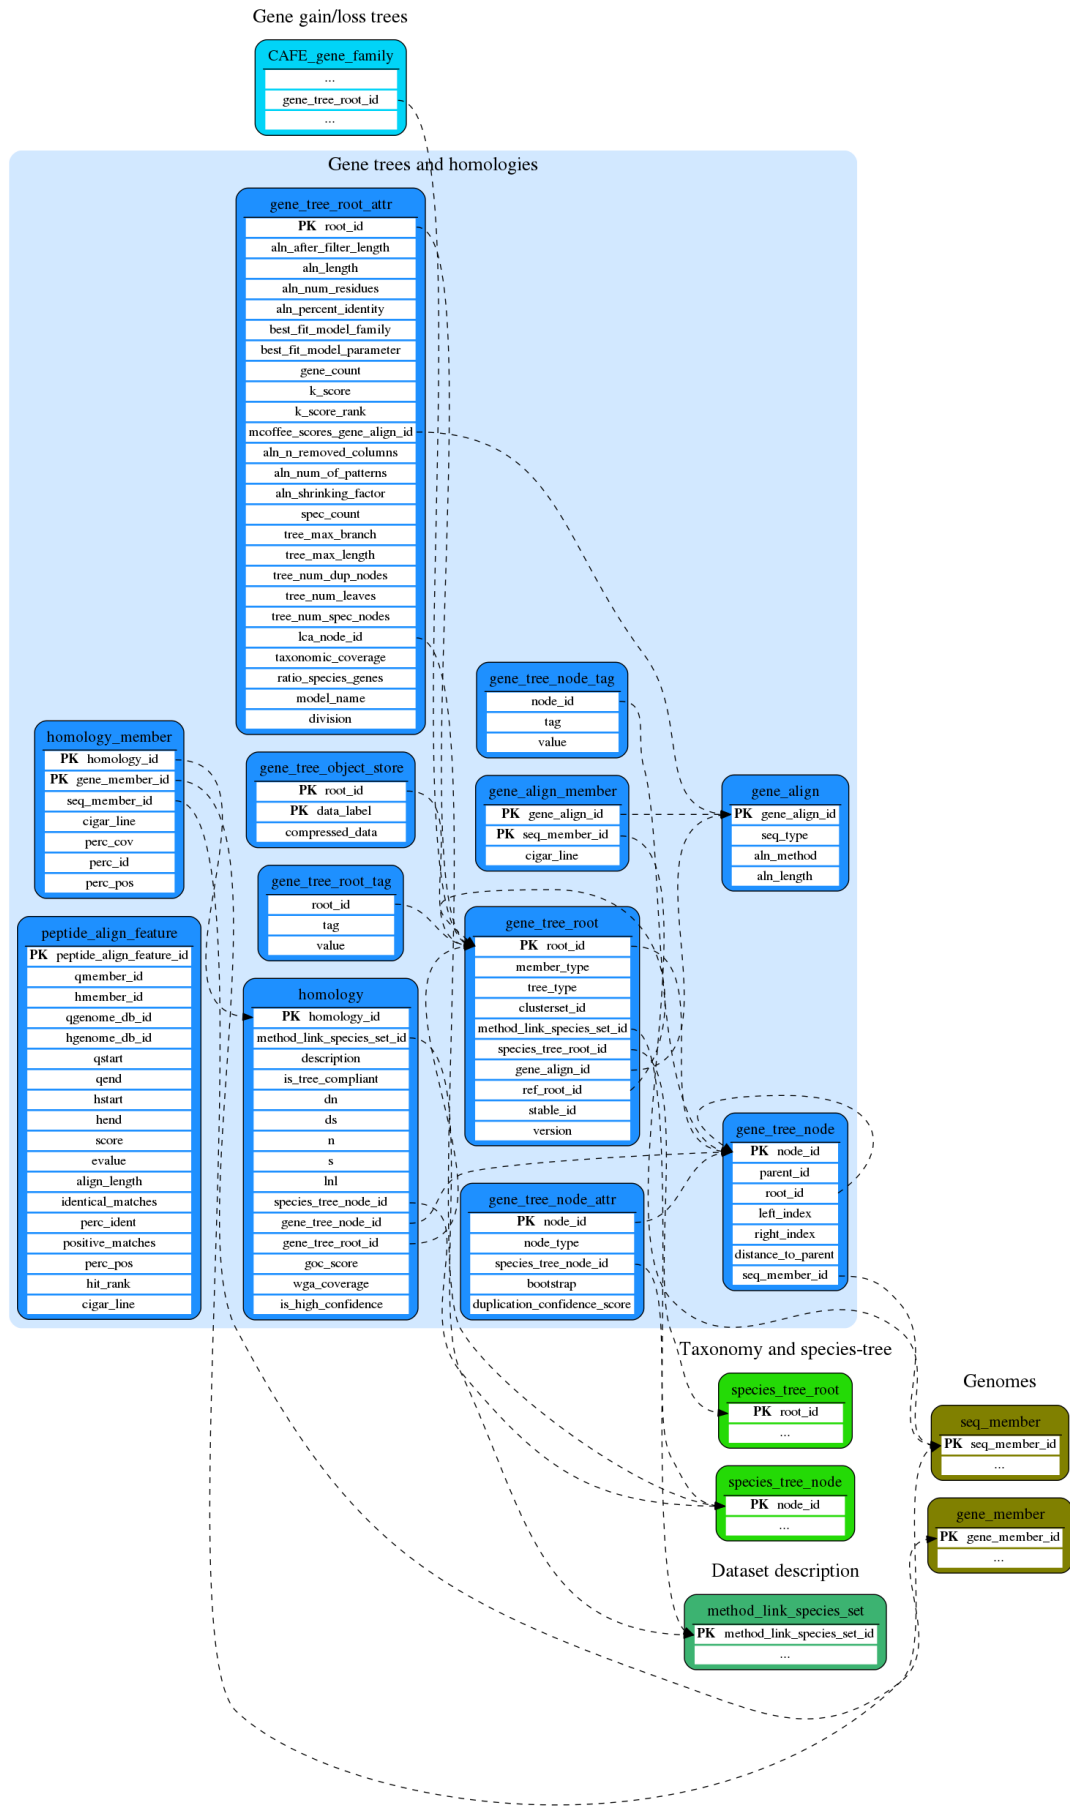 Gene gain/loss trees
CAFE_gene_family
...
gene_tree_root_id
...
Gene trees and homologies
gene_tree_root_attr
PK root_id
aln_after_filter_length
aln_length
aln_num_residues
aln_percent_identity
best_fit_model_family
best_fit_model_parameter
gene_count
k_score
k_score_rank
mcoffee_scores_gene_align_id
aln_n_removed_columns
aln_num_of_patterns
aln_shrinking_factor
spec_count
tree_max_branch
tree_max_length
tree_num_dup_nodes
tree_num_leaves
tree_num_spec_nodes
lca_node_id
taxonomic_coverage
ratio_species_genes
model_name
division
gene_tree_node_tag
node_id
tag
value
homology_member
PK homology_id
PK gene_member_id
seq_member_id
cigar_line
perc_cov
perc_id
perc_pos
gene_tree_object_store
PK root_id
PK data_label
compressed_data
gene_align_member
PK gene_align_id
PK seq_member_id
cigar_line
gene_align
PK gene_align_id
seq_type
aln_method
aln_length
gene_tree_root_tag
root_id
tag
value
peptide_align_feature
PK peptide_align_feature_id
qmember_id
hmember_id
qgenome_db_id
hgenome_db_id
qstart
qend
hstart
hend
score
evalue
align_length
identical_matches
perc_ident
positive_matches
perc_pos
hit_rank
cigar_line
homology
PK homology_id
method_link_species_set_id
description
is_tree_compliant
dn
ds
n
s
lnl
species_tree_node_id
gene_tree_node_id
gene_tree_root_id
goc_score
wga_coverage
is_high_confidence
gene_tree_root
PK root_id
member_type
tree_type
clusterset_id
method_link_species_set_id
species_tree_root_id
gene_align_id
ref_root_id
stable_id
version
gene_tree_node_attr
PK node_id
node_type
species_tree_node_id
bootstrap
duplication_confidence_score
gene_tree_node
PK node_id
parent_id
root_id
left_index
right_index
distance_to_parent
seq_member_id
Taxonomy and species-tree
species_tree_root
PK root_id
...
species_tree_node
PK node_id
...
Genomes
seq_member
PK seq_member_id
...
gene_member
PK gene_member_id
...
Dataset description
method_link_species_set
PK method_link_species_set_id
...